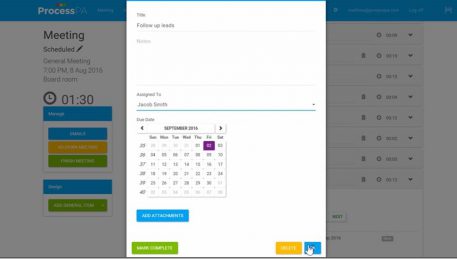 ProcessPA
Log off
Meeting
Scheduled
General Meeting
7:00 PM, 8 Aug 2016
Board room
01:30
Manage
FINISH MEETING
Design
ADD GENERAL ITEM
Title
Follow up leads
Notes
Assigned To
Jacob Smith
Due Date
SEPTEMBER 2016
Sun Mon Tue Wed Thu Fri Sat
35 28 29 30 31 01 02 03
36 04 05 06 07 08 09 10
37 11 12 13 14 15 16 17
38 18 19 20 21 22 23 24
39 25 26 27 28 29 30 01
40 02 03 04 05 06 07 08
ADD ATTACHMENTS
MARK COMPLETE
DELETE
NEXT